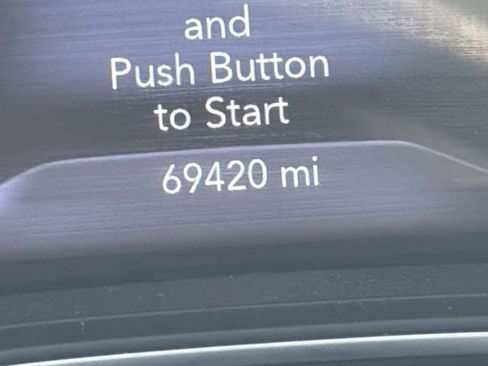 and
Push Button
to Start
69420 mi